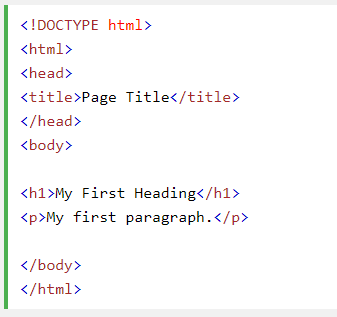 <!DOCTYPE html>
<html>
<head>
<title>Page Title</title>
</head>
<body>
<h1>My First Heading</h1>
<p>My first paragraph.</p>
</body>
</html>